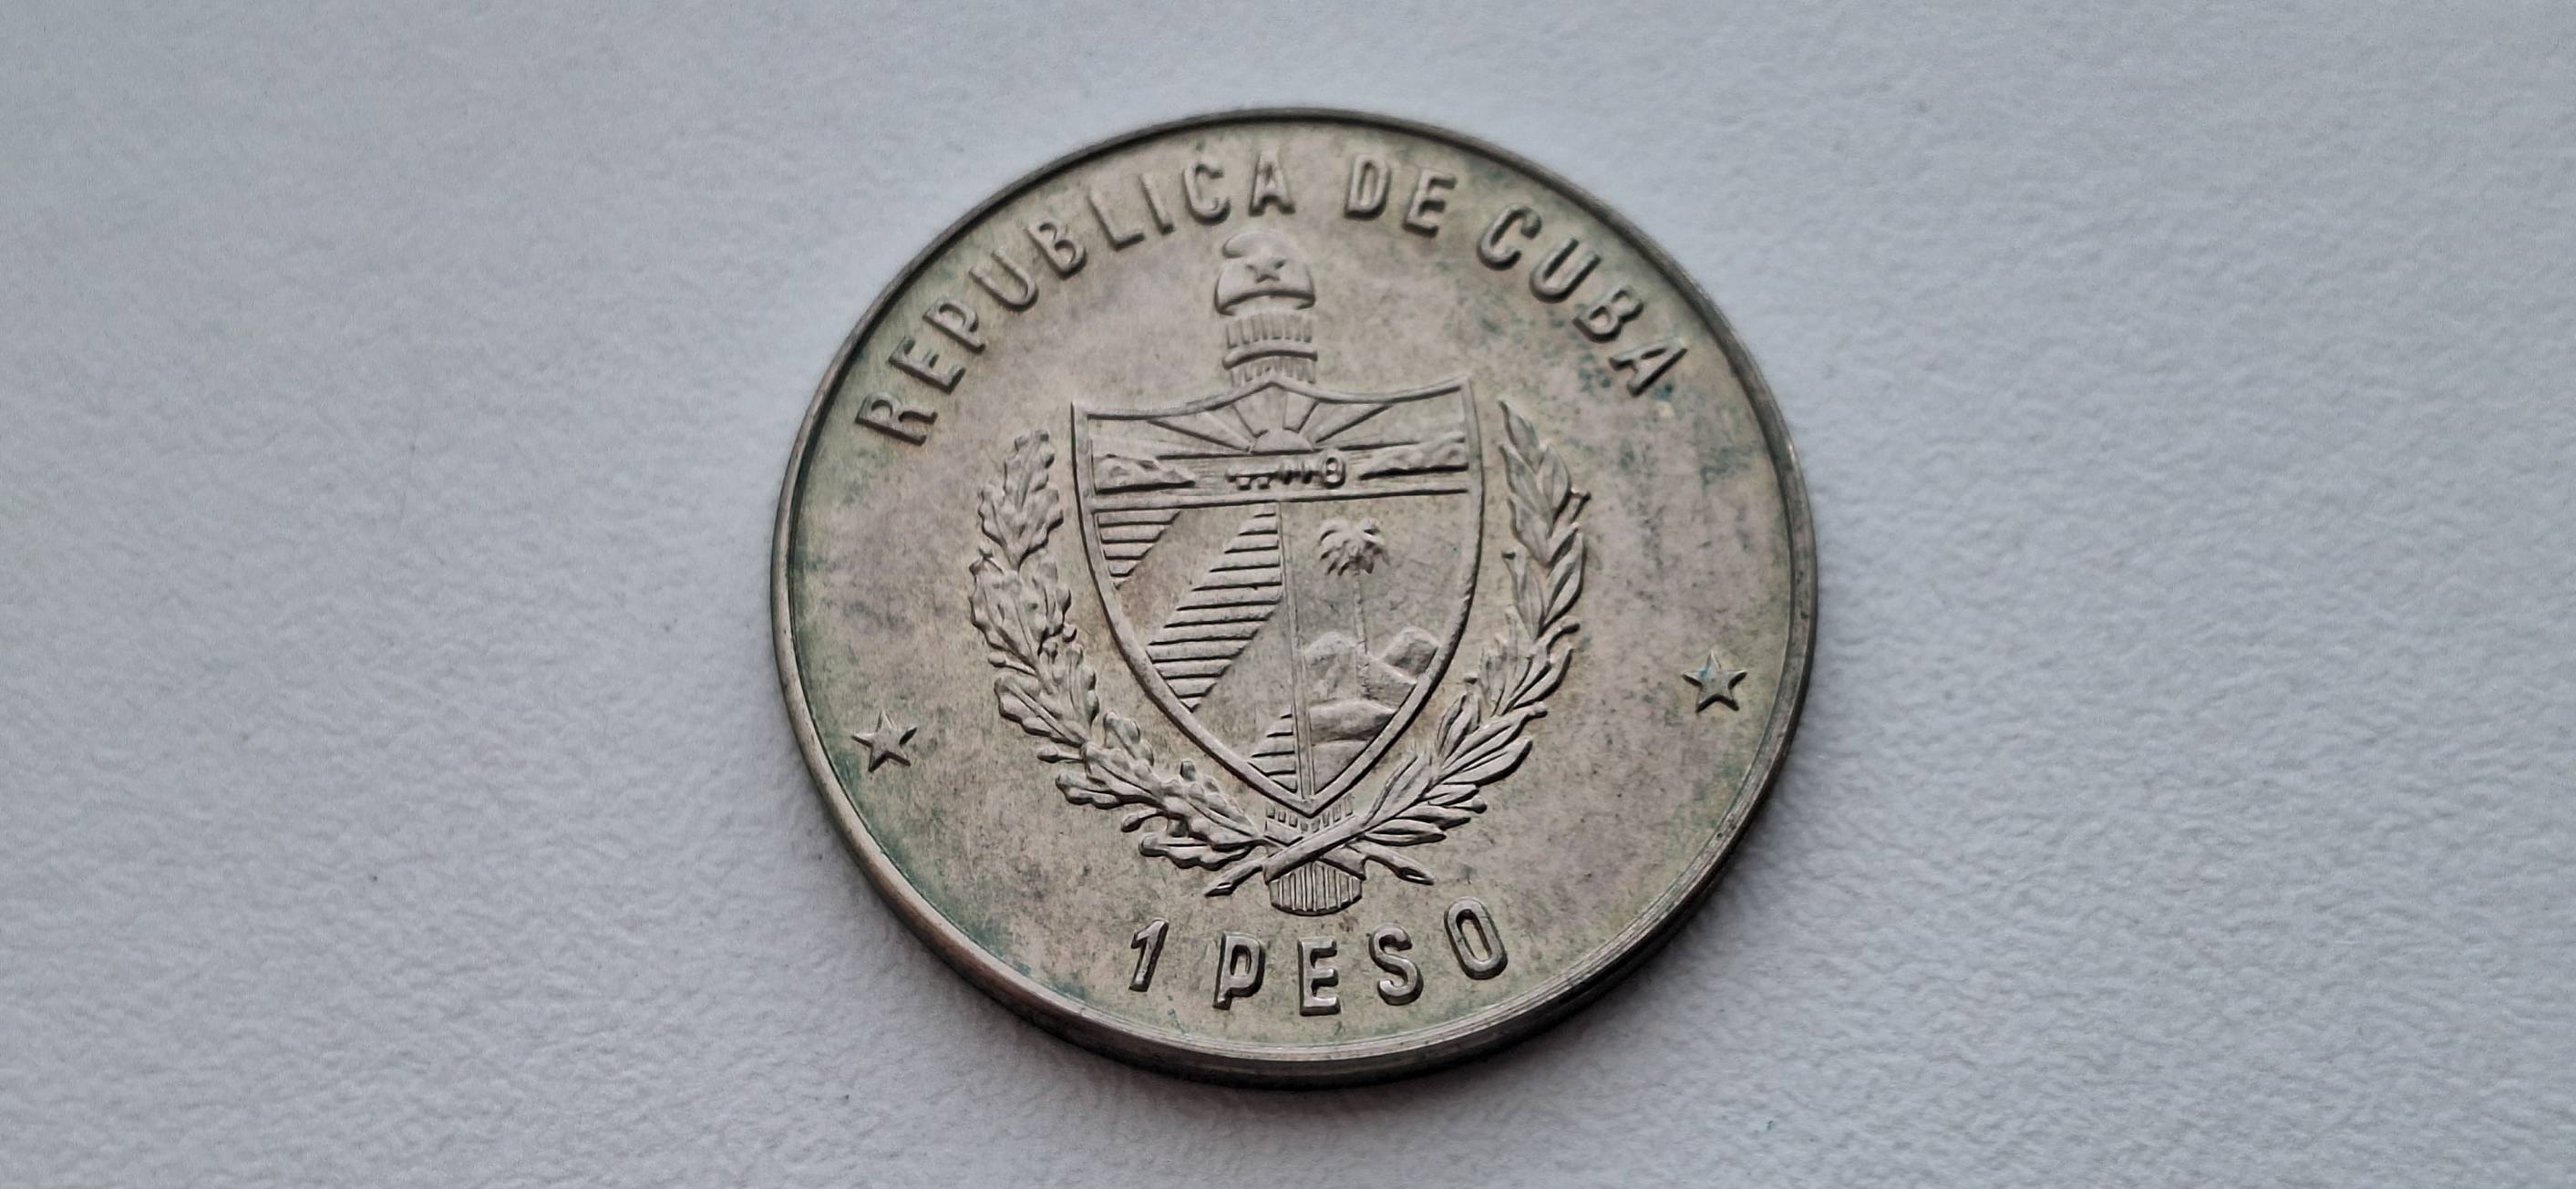 REPUBLICA DE CUBA
1 PESO